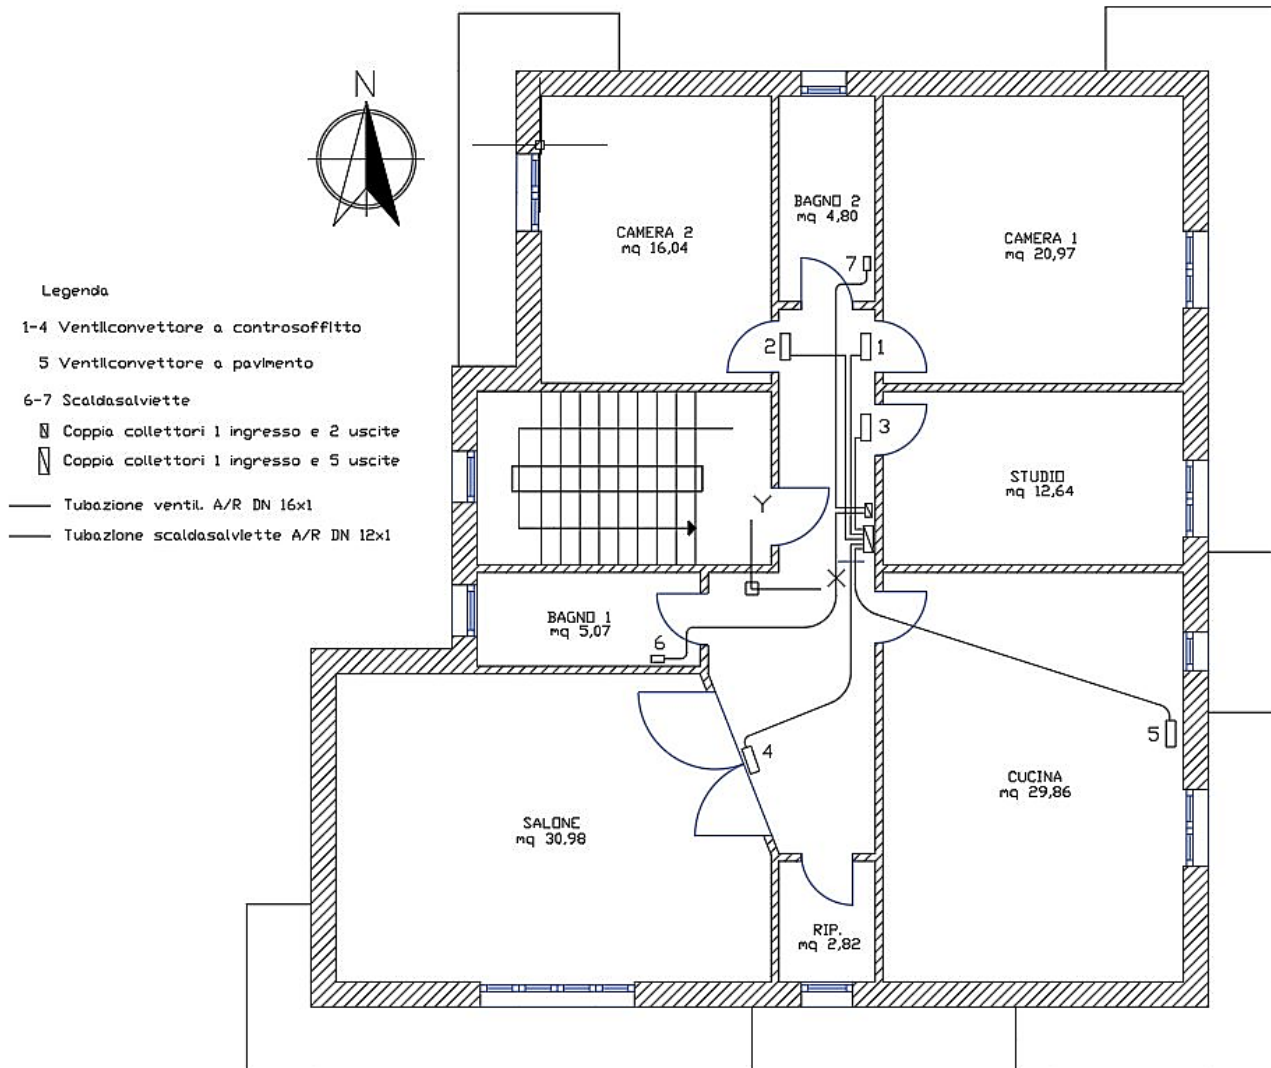 N
BAGNO 2
mq 4,80
CAMERA 2
mq 16,04
CAMERA 1
mq 20,97
7
Legenda
1-4 Ventilconvettore a controsoffitto
5 Ventilconvettore a pavimento
6-7 Scaldasalviette
Coppia collettori 1 ingresso e 2 uscite
Coppia collettori 1 ingresso e 5 uscite
Tubazione ventil. A/R DN 16x1
Tubazione scaldasalviette A/R DN 12x1
2
1
3
STUDIO
mq 12,64
Y
X
BAGNO 1
mq 5,07
6
5
4
CUCINA
mq 29,86
SALONE
mq 30,98
RIP.
mq 2,82